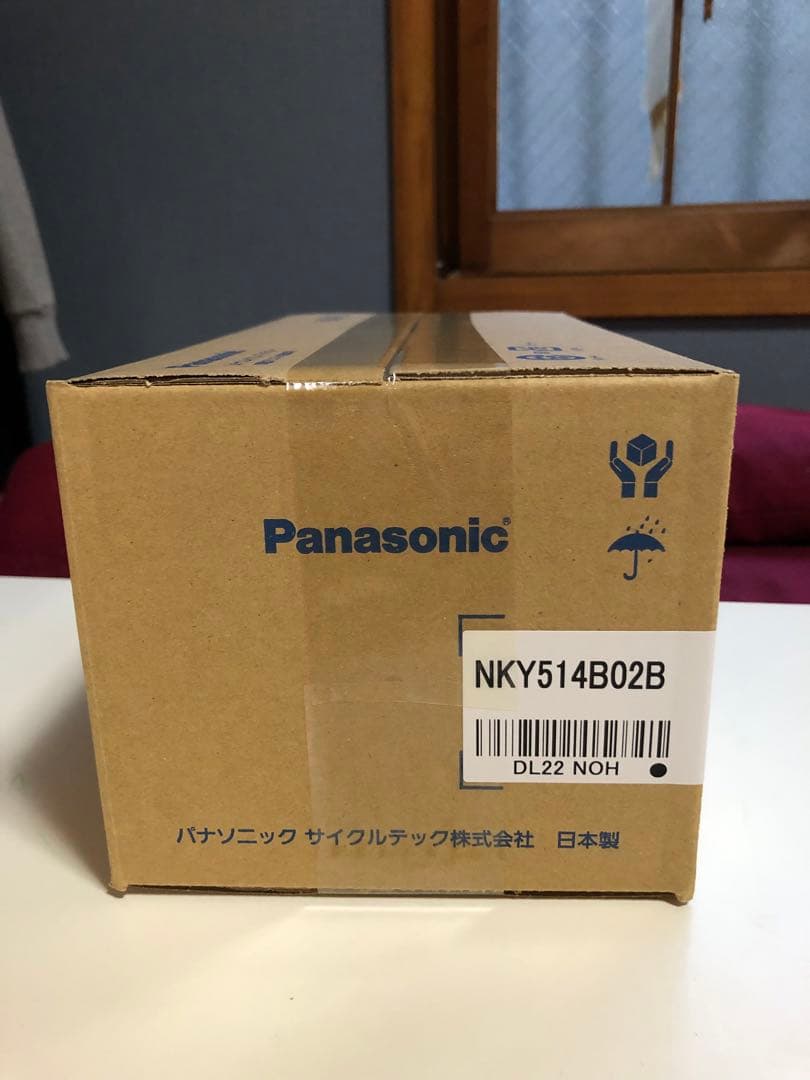 Panasonic
NKY514B02B
DL22 NOH
パナソニック サイクルテック株式会社 日本製